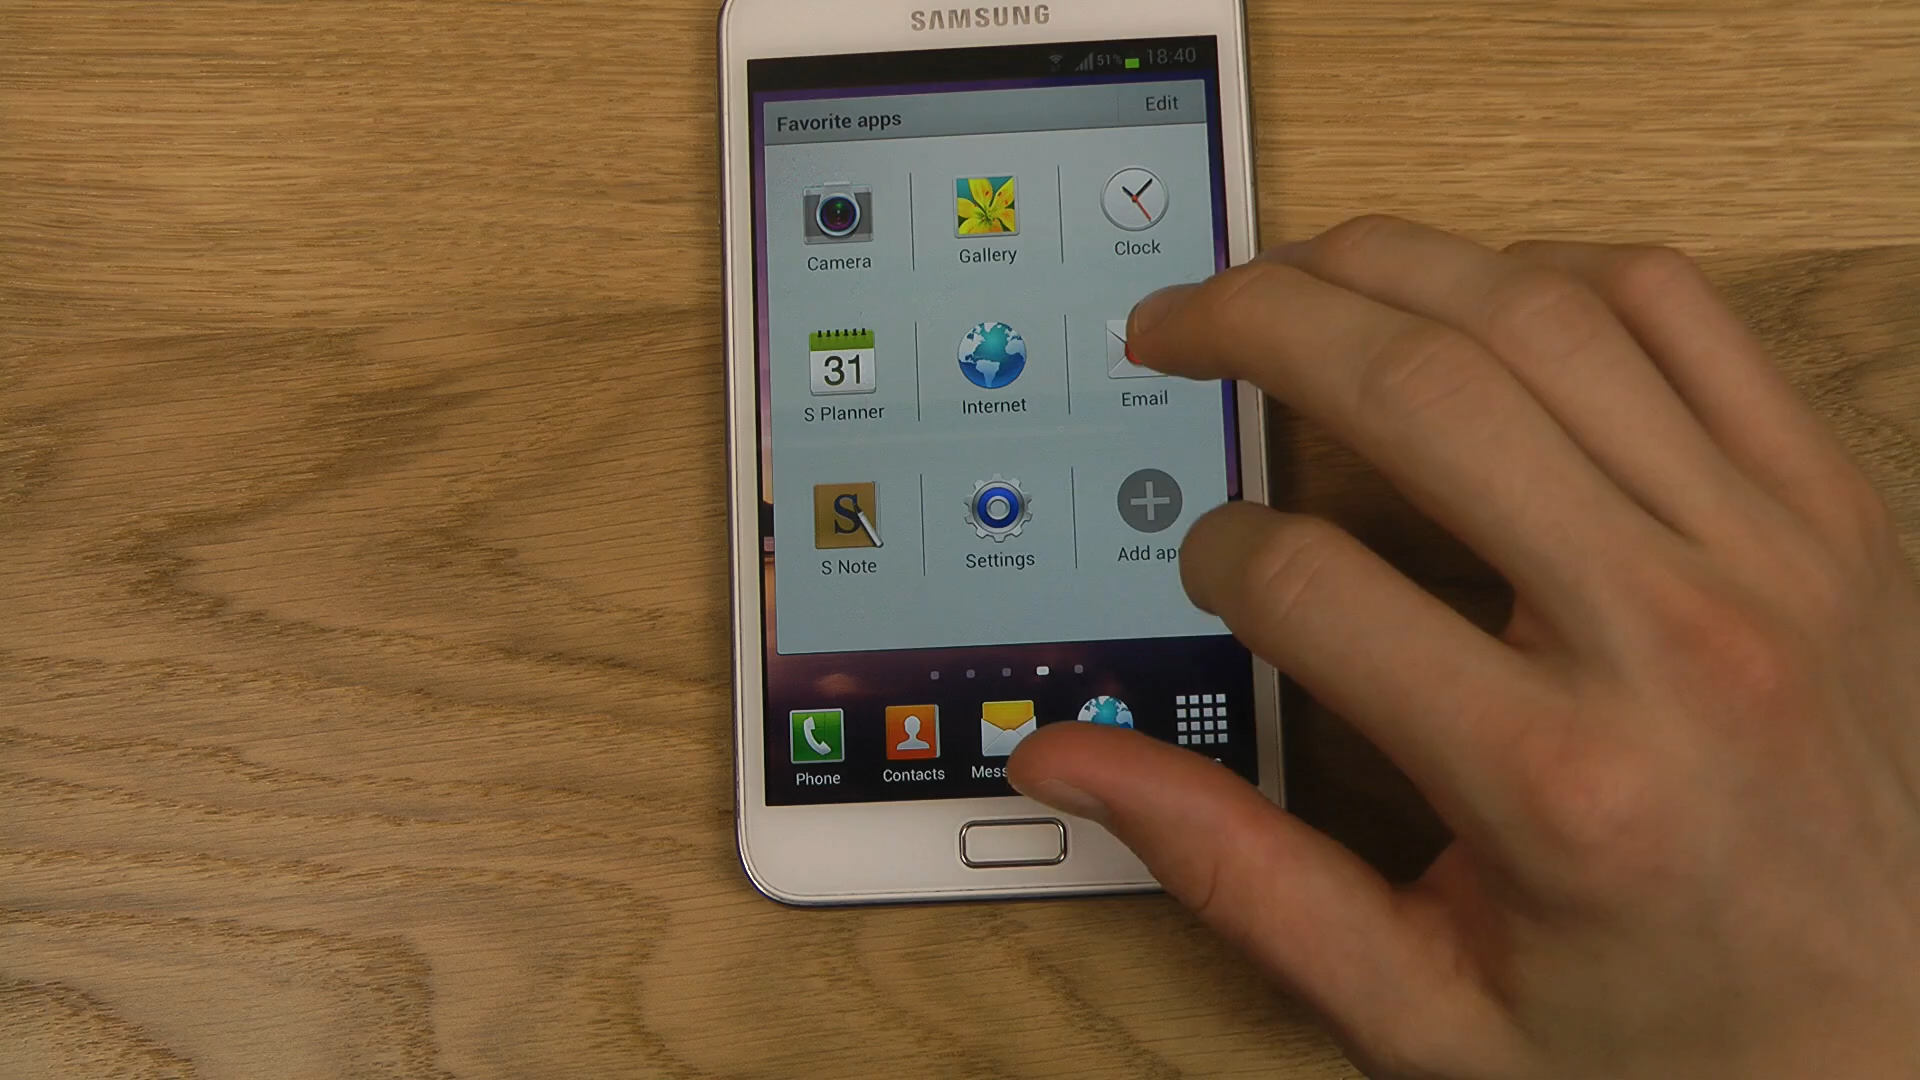 SAMSUNG
51% 18:40
Favorite apps Edit
Camera Gallery Clock
31
S Planner Internet Email
S
S Note Settings Add ap
Phone Contacts Mess